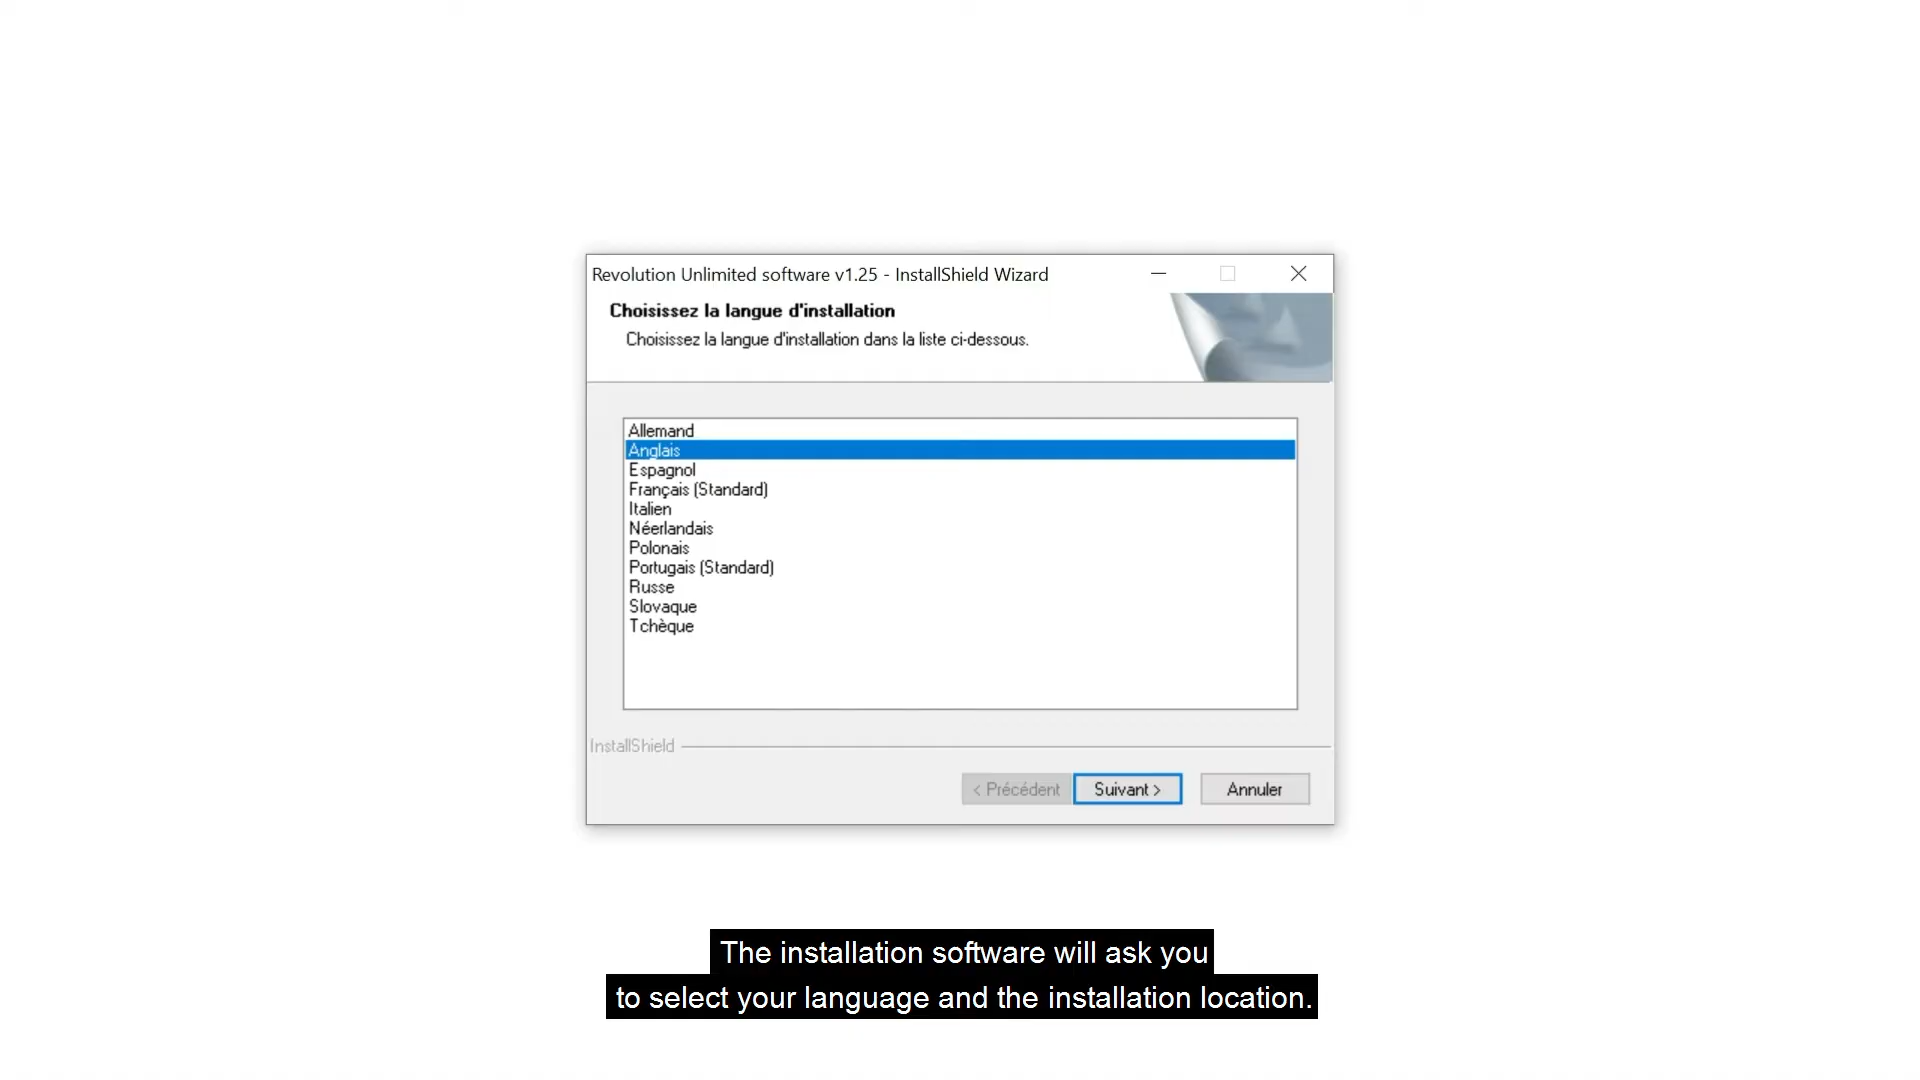 Revolution Unlimited software v1.25 - InstallShield Wizard
Choisissez la langue d'installation
Choisissez la langue d'installation dans la liste ci-dessous.
Allemand
Anglais
Espagnol
Français (Standard)
Italien
Néerlandais
Polonais
Portugais (Standard)
Russe
Slovaque
Tchèque
InstallShield
< Précédent
Suivant >
Annuler
The installation software will ask you
to select your language and the installation location.